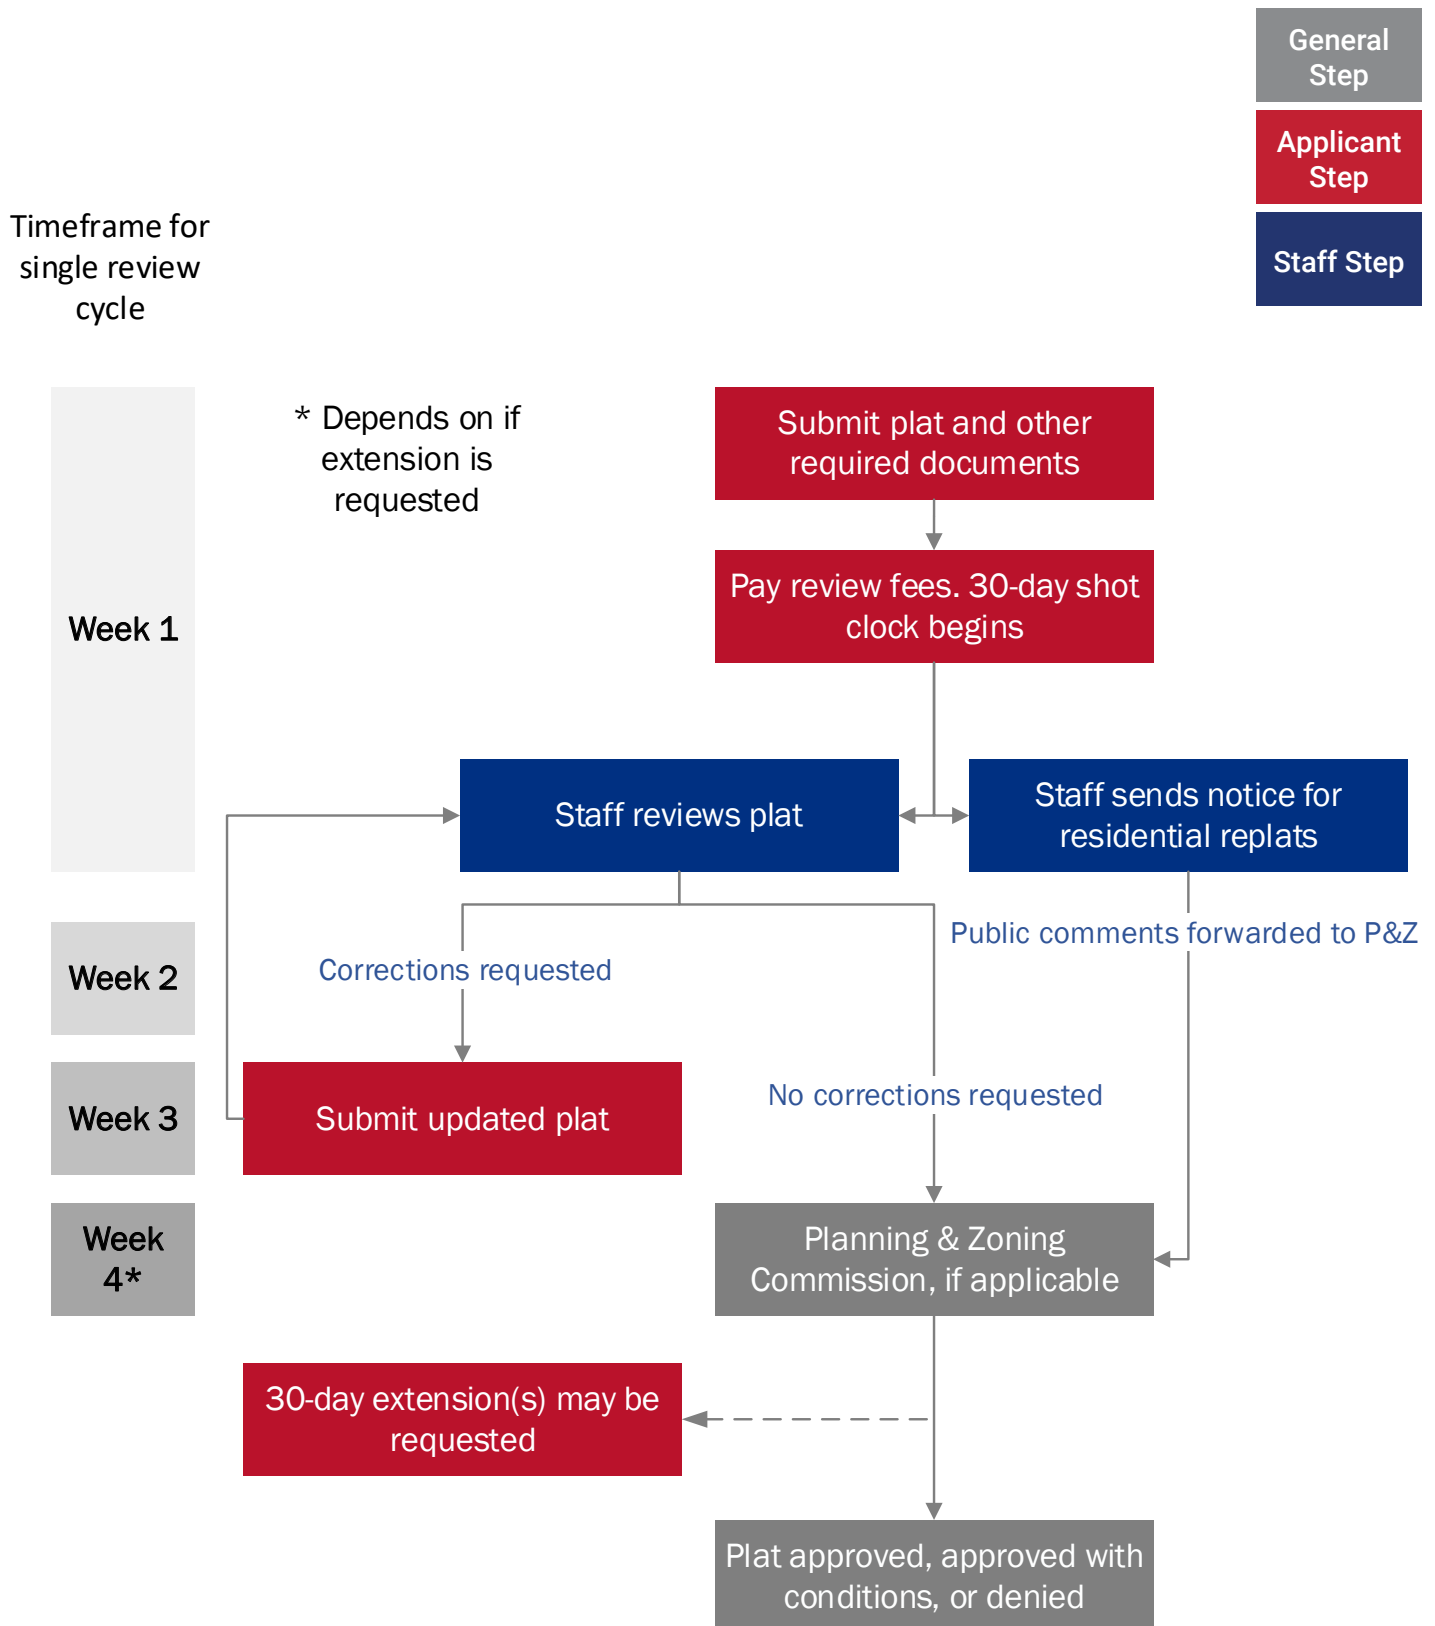 General
Step
Applicant
Step
Staff Step
Timeframe for
single review
cycle
* Depends on if
extension is
requested
Submit plat and other
required documents
Pay review fees. 30-day shot
clock begins
Week 1
Staff reviews plat
Staff sends notice for
residential replats
Public comments forwarded to P&Z
Week 2
Corrections requested
No corrections requested
Week 3
Submit updated plat
Week
4*
Planning & Zoning
Commission, if applicable
30-day extension(s) may be
requested
Plat approved, approved with
conditions, or denied